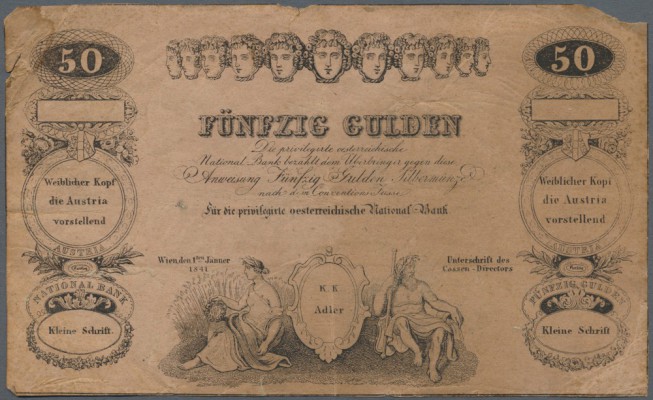 50
50
FÜNFZIG GULDEN
Die privilegirte oesterreichische
National Bank bezahlt dem Uiberbringer gegen diese
Anweisung Fünfzig Gulden Silbermünze
nach dem Conventions Fusse.
Für die privilegirte oesterreichische National-Bank
Weiblicher Kopf
die Austria
vorstellend
AUSTRIA
Weiblicher Kopf
die Austria
vorstellend
AUSTRIA
Wien, den 1ten Jänner
1841
Unterschrift des
Cassen-Directors
K K
Adler
NATIONAL BANK
Kleine Schrift.
FÜNFZIG GULDEN
Kleine Schrift